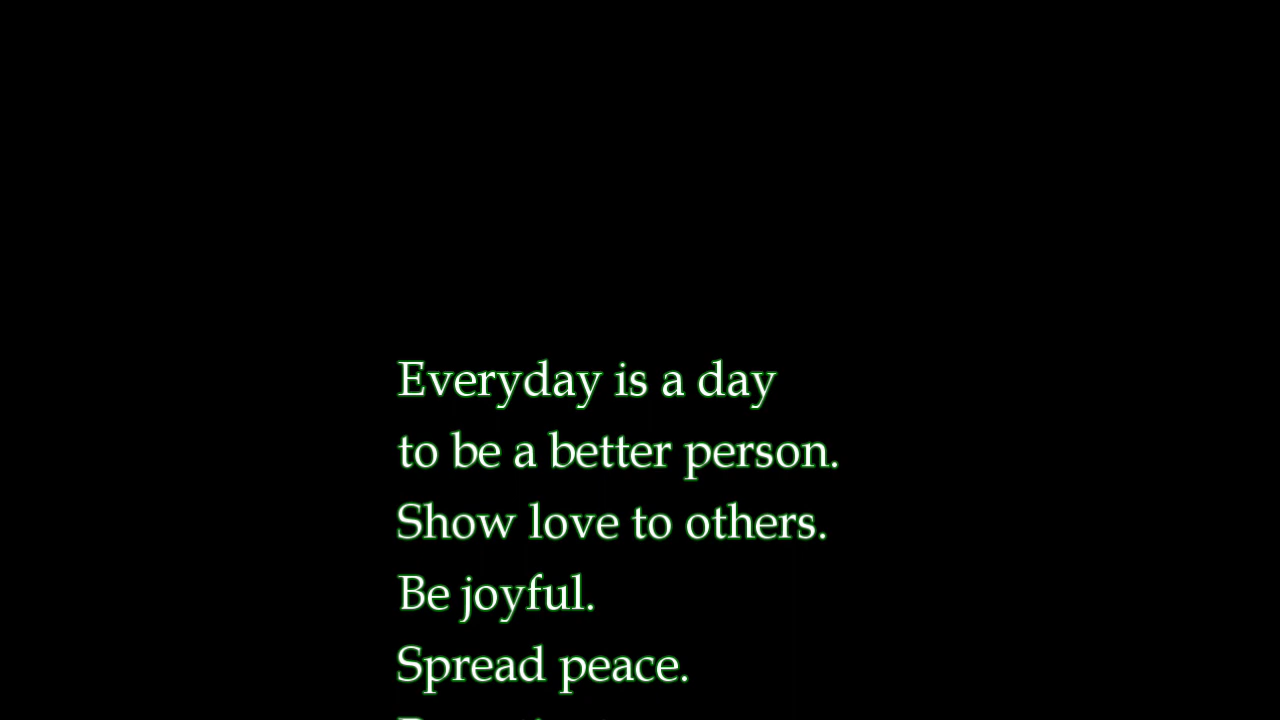 Everyday is a day
to be a better person.
Show love to others.
Be joyful.
Spread peace.